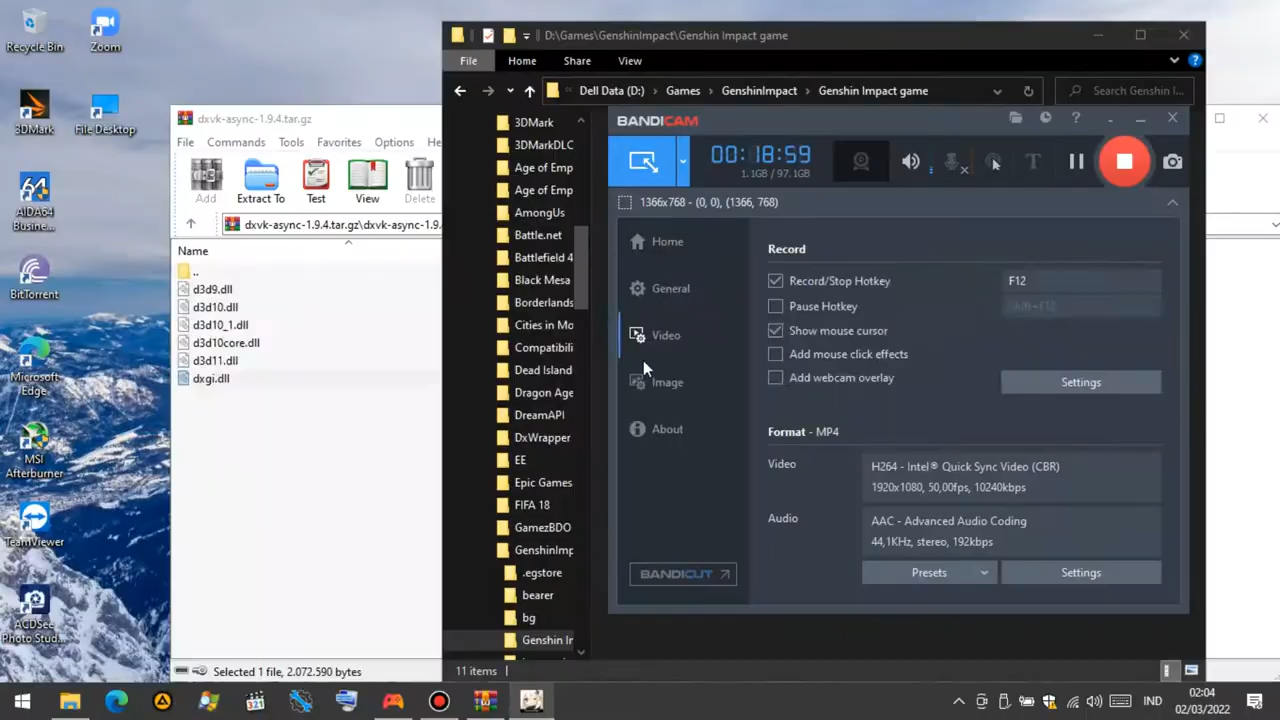 Recycle Bin
Zoom
3DMark
File Desktop
AIDA64
Busine...
BitTorrent
Microsoft
Edge
MSI
Afterburner
TeamViewer
ACDSee
Photo Stud...
dxvk-async-1.9.4.tar.gz
File Commands Tools Favorites Options He
Add Extract To Test View Delete
dxvk-async-1.9.4.tar.gz\dxvk-async-1.9.
Name
..
d3d9.dll
d3d10.dll
d3d10_1.dll
d3d10core.dll
d3d11.dll
dxgi.dll
Selected 1 file, 2.072.590 bytes
D:\Games\GenshinImpact\Genshin Impact game
File Home Share View
Dell Data (D:) > Games > GenshinImpact > Genshin Impact game
Search Genshin I...
3DMark
3DMarkDLC
Age of Emp
Age of Emp
AmongUs
Battle.net
Battlefield 4
Black Mesa
Borderlands
Cities in Mo
Compatibili
Dead Island
Dragon Age
DreamAPI
DxWrapper
EE
Epic Games
FIFA 18
GamezBDO
GenshinImp
.egstore
bearer
bg
Genshin Ir
11 items
BANDICAM
00:18:59
1.1GB / 97.1GB
1366x768 - (0, 0), (1366, 768)
Home
General
Video
Image
About
BANDICUT
Record
Record/Stop Hotkey F12
Pause Hotkey Shift+F12
Show mouse cursor
Add mouse click effects
Add webcam overlay Settings
Format - MP4
Video H264 - Intel® Quick Sync Video (CBR)
1920x1080, 50,00fps, 10240kbps
Audio AAC - Advanced Audio Coding
44,1KHz, stereo, 192kbps
Presets Settings
321
IND
02:04
02/03/2022